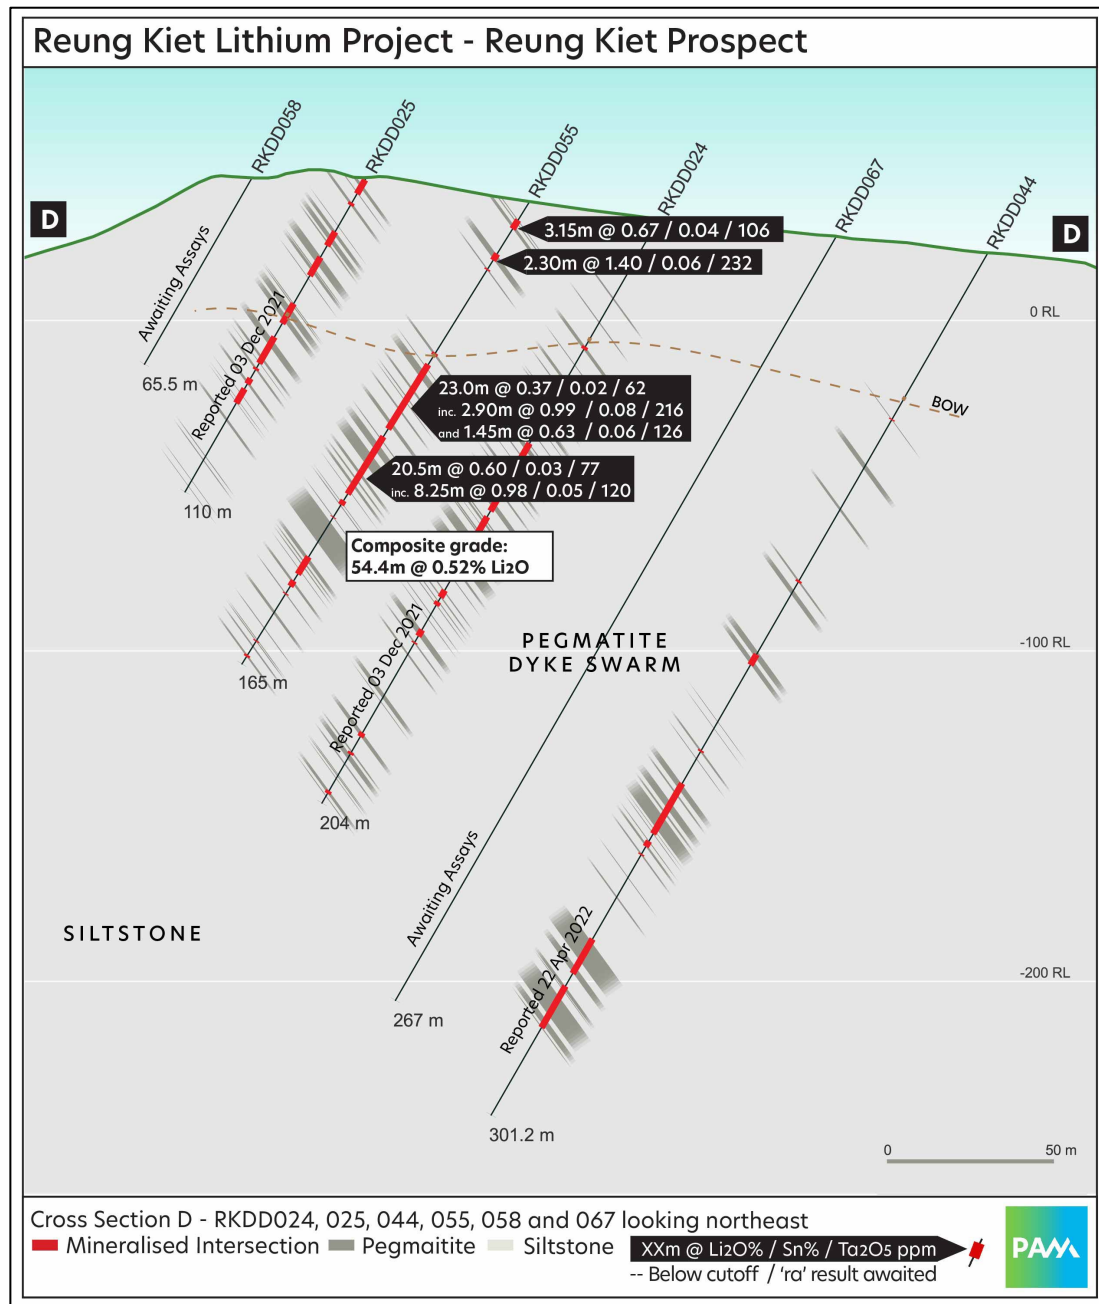 Reung Kiet Lithium Project - Reung Kiet Prospect
RKDD058
RKDD025
RKDD055
RKDD024
RKDD067
RKDD044
D
D
3.15m @ 0.67 / 0.04 / 106
2.30m @ 1.40 / 0.06 / 232
Awaiting Assays
65.5 m
Reported 03 Dec 2021
110 m
0 RL
BOW
23.0m @ 0.37 / 0.02 / 62
inc. 2.90m @ 0.99 / 0.08 / 216
and 1.45m @ 0.63 / 0.06 / 126
20.5m @ 0.60 / 0.03 / 77
inc. 8.25m @ 0.98 / 0.05 / 120
Composite grade:
54.4m @ 0.52% Li2O
165 m
Reported 03 Dec 2021
204 m
PEGMATITE
DYKE SWARM
-100 RL
Awaiting Assays
267 m
SILTSTONE
Reported 22 Apr 2022
-200 RL
301.2 m
0 50 m
Cross Section D - RKDD024, 025, 044, 055, 058 and 067 looking northeast
Mineralised Intersection Pegmaitite Siltstone
XXm @ Li2O% / Sn% / Ta2O5 ppm
-- Below cutoff / 'ra' result awaited
PAM